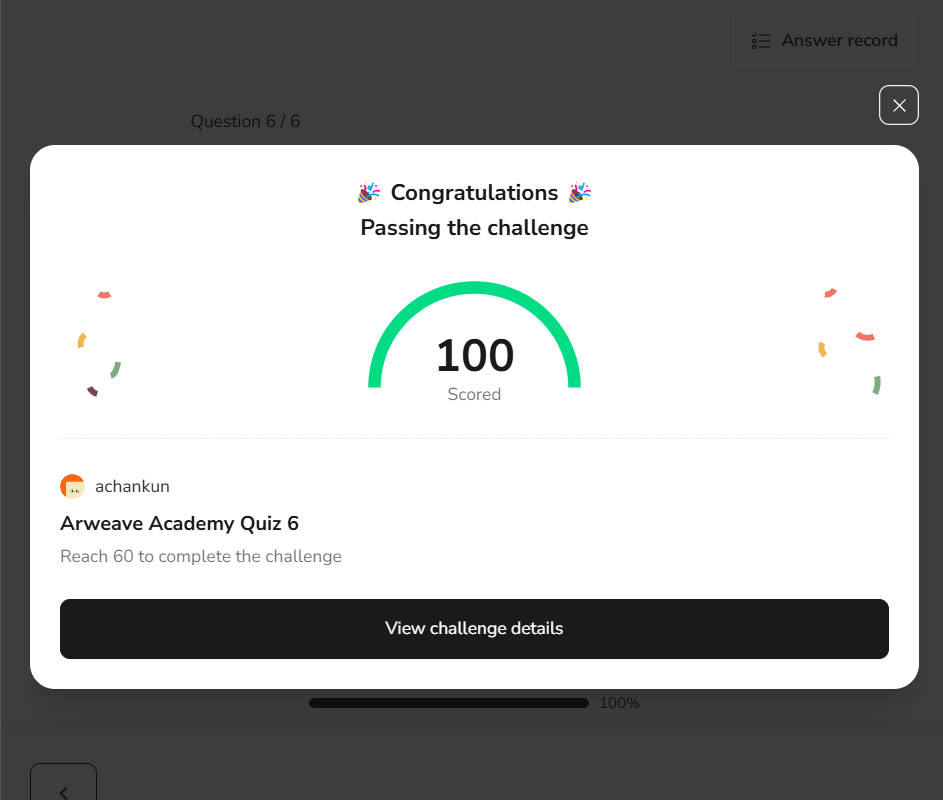 Answer record
Question 6 / 6
Congratulations
Passing the challenge
100
Scored
achankun
Arweave Academy Quiz 6
Reach 60 to complete the challenge
View challenge details
100%